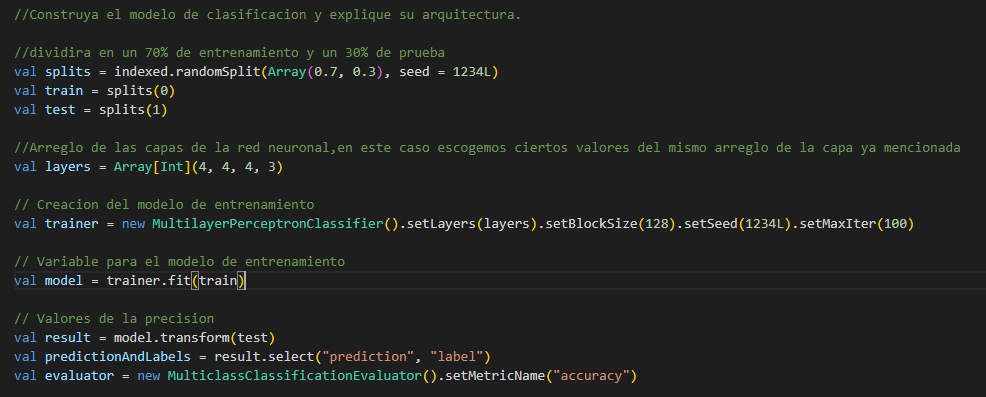 //Construya el modelo de clasificacion y explique su arquitectura.
//dividira en un 70% de entrenamiento y un 30% de prueba
val splits = indexed.randomSplit(Array(0.7, 0.3), seed = 1234L)
val train = splits(0)
val test = splits(1)
//Arreglo de las capas de la red neuronal,en este caso escogemos ciertos valores del mismo arreglo de la capa ya mencionada
val layers = Array[Int](4, 4, 4, 3)
// Creacion del modelo de entrenamiento
val trainer = new MultilayerPerceptronClassifier().setLayers(layers).setBlockSize(128).setSeed(1234L).setMaxIter(100)
// Variable para el modelo de entrenamiento
val model = trainer.fit(train)
// Valores de la precision
val result = model.transform(test)
val predictionAndLabels = result.select("prediction", "label")
val evaluator = new MulticlassClassificationEvaluator().setMetricName("accuracy")